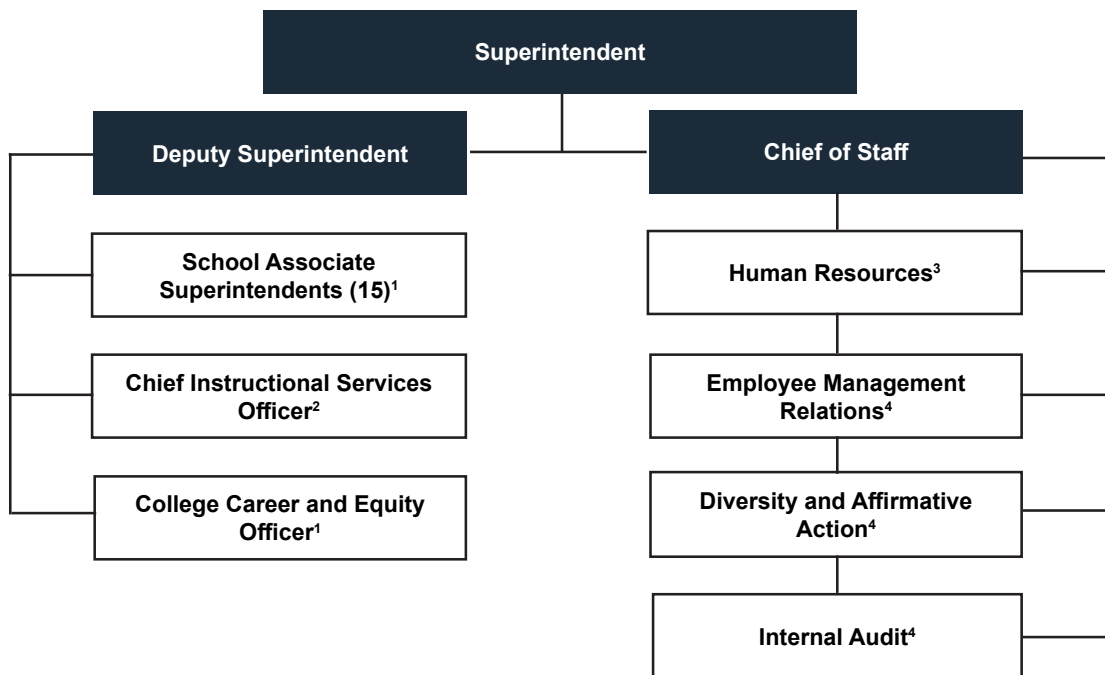 Superintendent
Deputy Superintendent
Chief of Staff
School Associate
Superintendents (15)¹
Human Resources³
Chief Instructional Services
Officer²
Employee Management
Relations⁴
College Career and Equity
Officer¹
Diversity and Affirmative
Action⁴
Internal Audit⁴